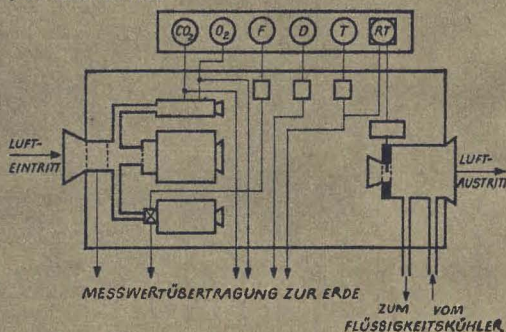 CO₂ O₂ F D T RT
LUFT-
EINTRITT
LUFT-
AUSTRITT
MESSWERTÜBERTRAGUNG ZUR ERDE
ZUM VOM
FLÜSSIGKEITSKÜHLER